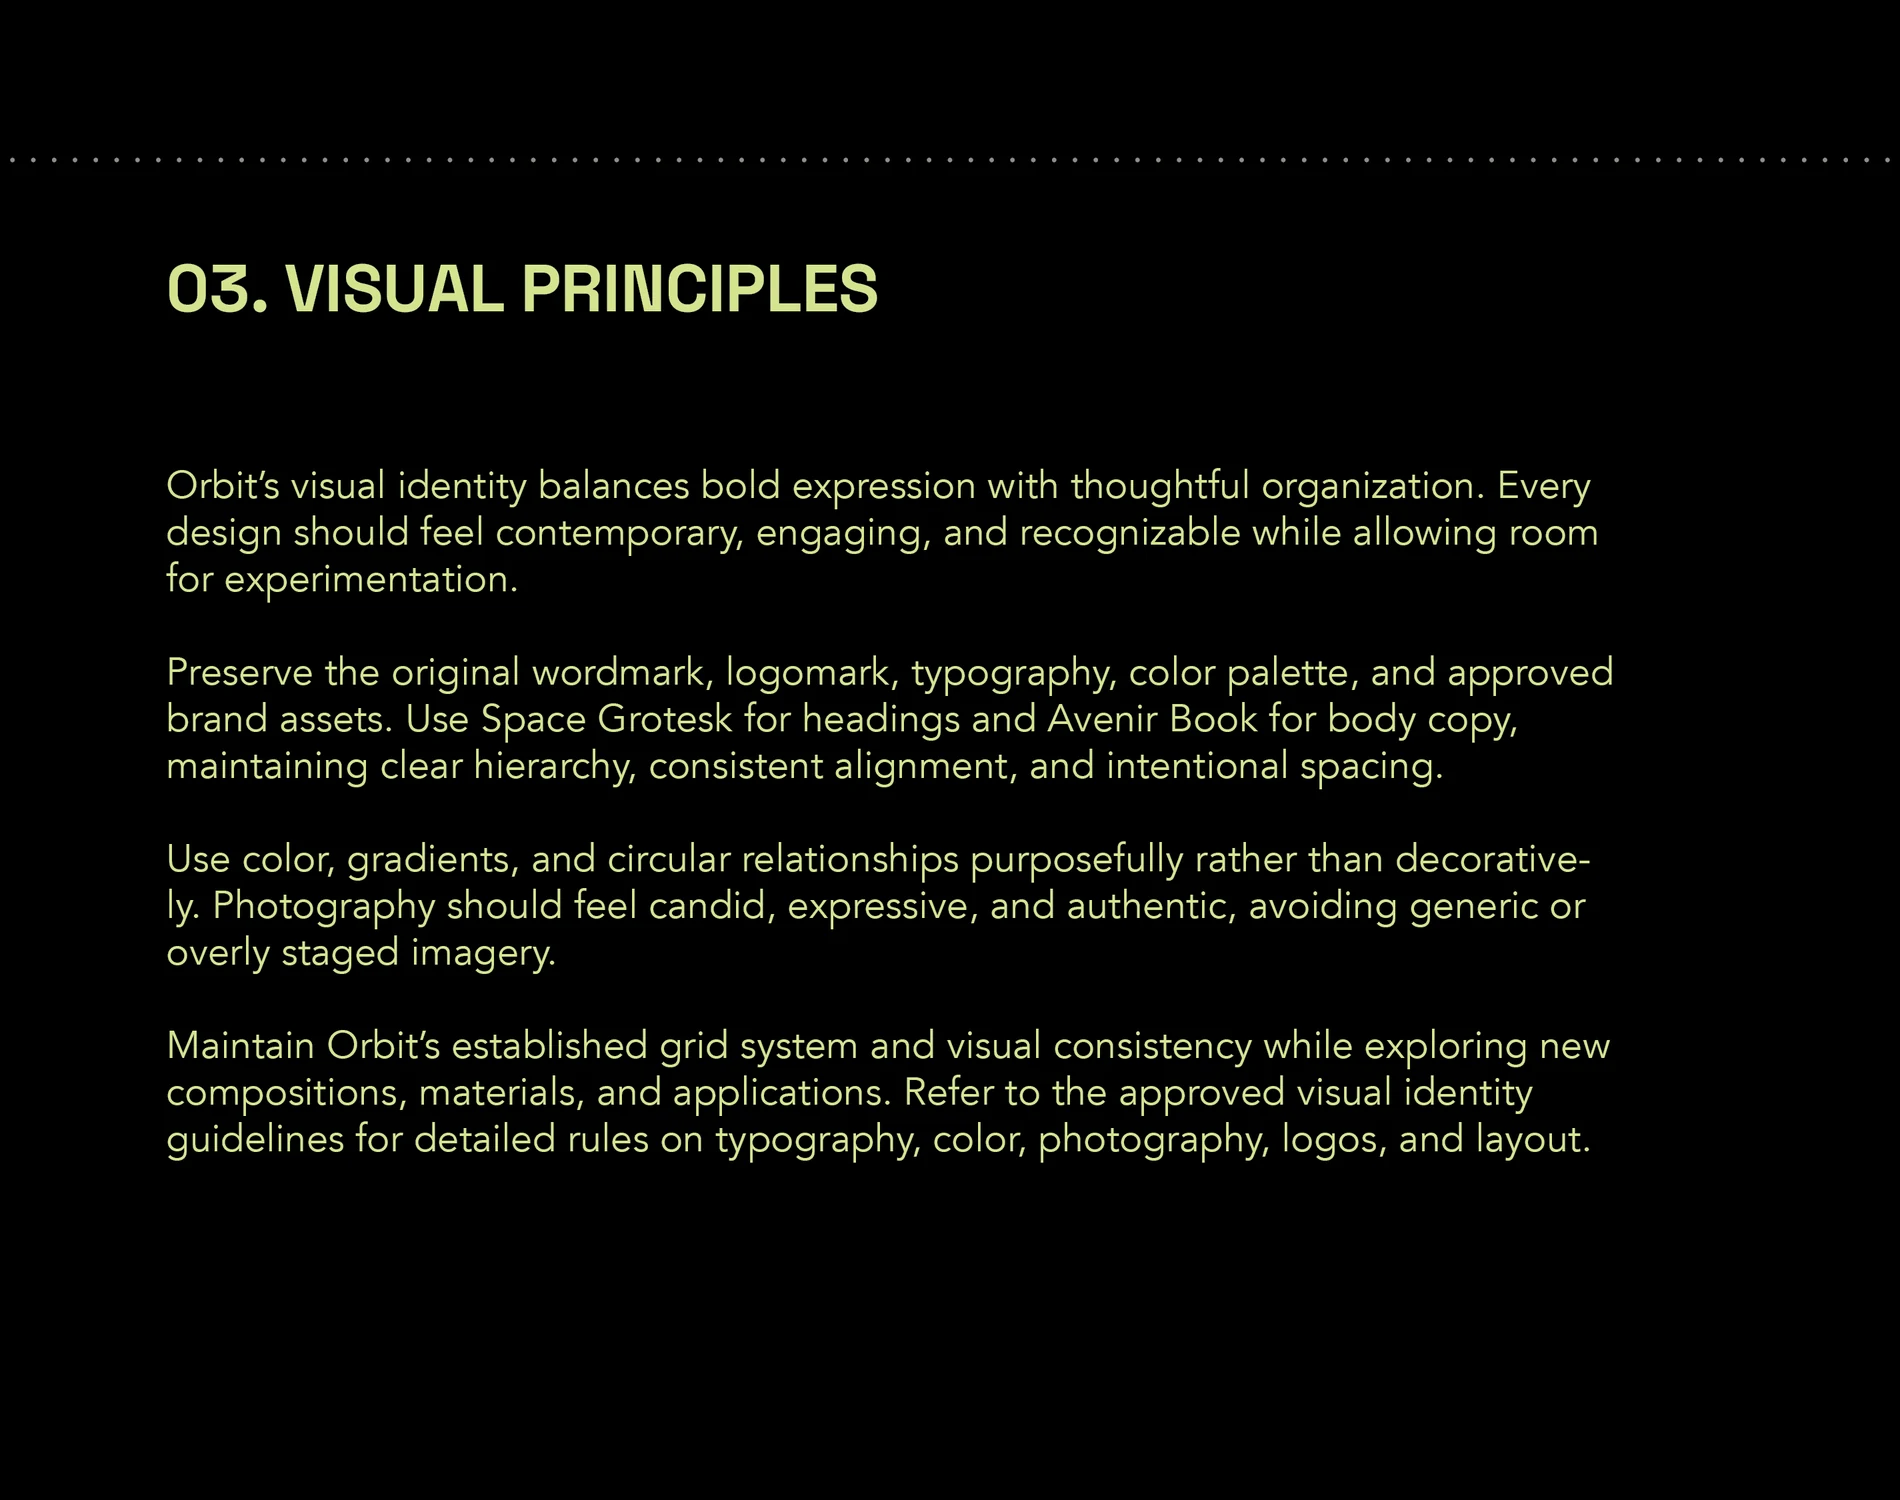 03. VISUAL PRINCIPLES
Orbit’s visual identity balances bold expression with thoughtful organization. Every
design should feel contemporary, engaging, and recognizable while allowing room
for experimentation.
Preserve the original wordmark, logomark, typography, color palette, and approved
brand assets. Use Space Grotesk for headings and Avenir Book for body copy,
maintaining clear hierarchy, consistent alignment, and intentional spacing.
Use color, gradients, and circular relationships purposefully rather than decorative-
ly. Photography should feel candid, expressive, and authentic, avoiding generic or
overly staged imagery.
Maintain Orbit’s established grid system and visual consistency while exploring new
compositions, materials, and applications. Refer to the approved visual identity
guidelines for detailed rules on typography, color, photography, logos, and layout.